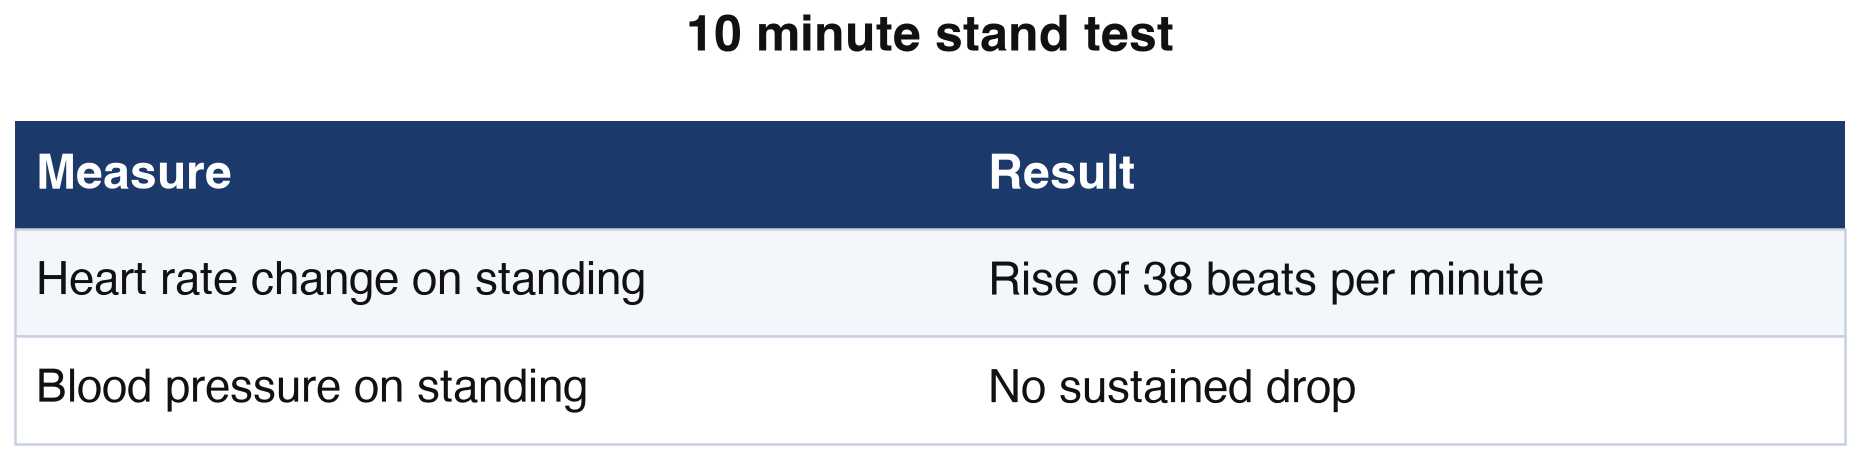 10 minute stand test
Measure Result
Heart rate change on standing Rise of 38 beats per minute
Blood pressure on standing No sustained drop